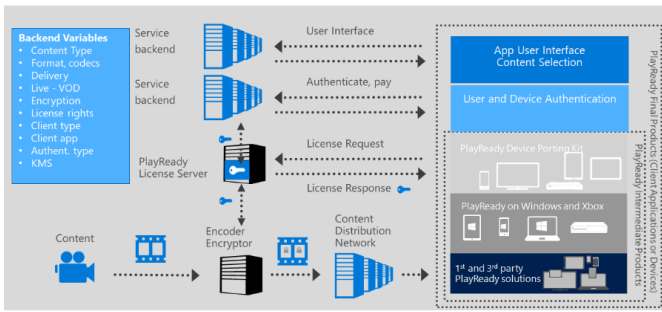 Backend Variables
• Content Type
• Format, codecs
• Delivery
• Live - VOD
• Encryption
• License rights
• Client type
• Client app
• Authent. type
• KMS
Service
backend
User Interface
App User Interface
Content Selection
Service
backend
Authenticate, pay
User and Device Authentication
PlayReady
License Server
License Request
License Response
PlayReady Device Porting Kit
PlayReady on Windows and Xbox
1st and 3rd party
PlayReady solutions
Content
Encoder
Encryptor
Content
Distribution
Network
PlayReady Final Products (Client Applications or Devices)
PlayReady Intermediate Products